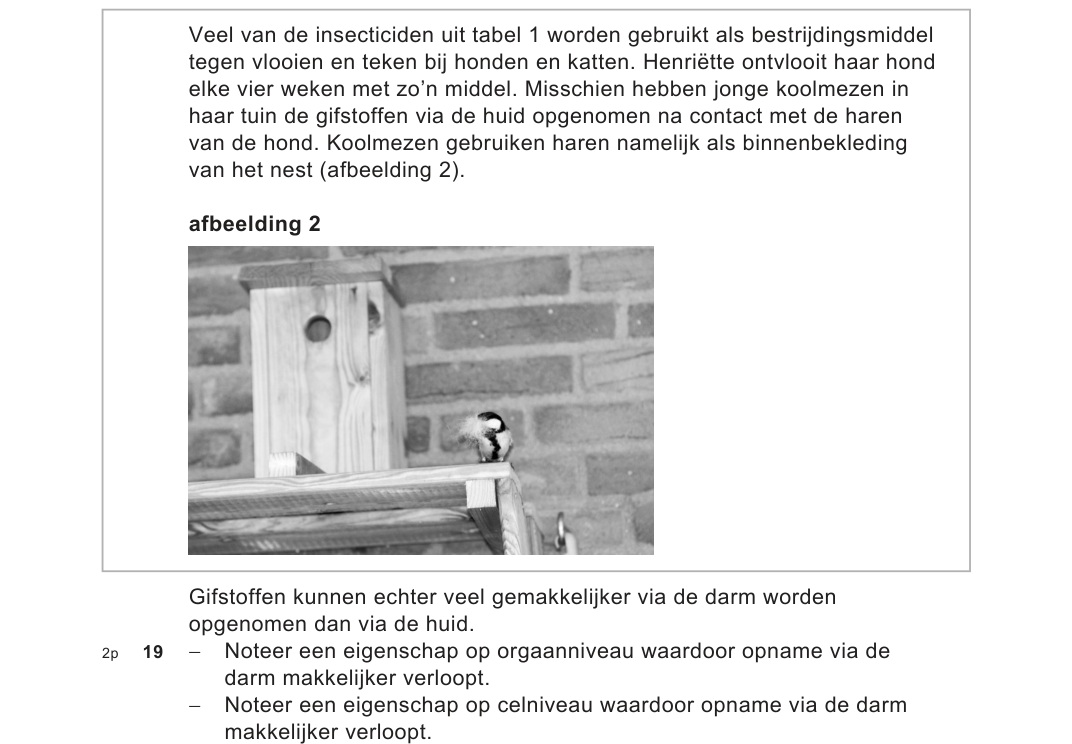 Veel van de insecticiden uit tabel 1 worden gebruikt als bestrijdingsmiddel
tegen vlooien en teken bij honden en katten. Henriëtte ontvlooit haar hond
elke vier weken met zo’n middel. Misschien hebben jonge koolmezen in
haar tuin de gifstoffen via de huid opgenomen na contact met de haren
van de hond. Koolmezen gebruiken haren namelijk als binnenbekleding
van het nest (afbeelding 2).
afbeelding 2
Gifstoffen kunnen echter veel gemakkelijker via de darm worden
opgenomen dan via de huid.
2p 19 – Noteer een eigenschap op orgaanniveau waardoor opname via de
darm makkelijker verloopt.
– Noteer een eigenschap op celniveau waardoor opname via de darm
makkelijker verloopt.